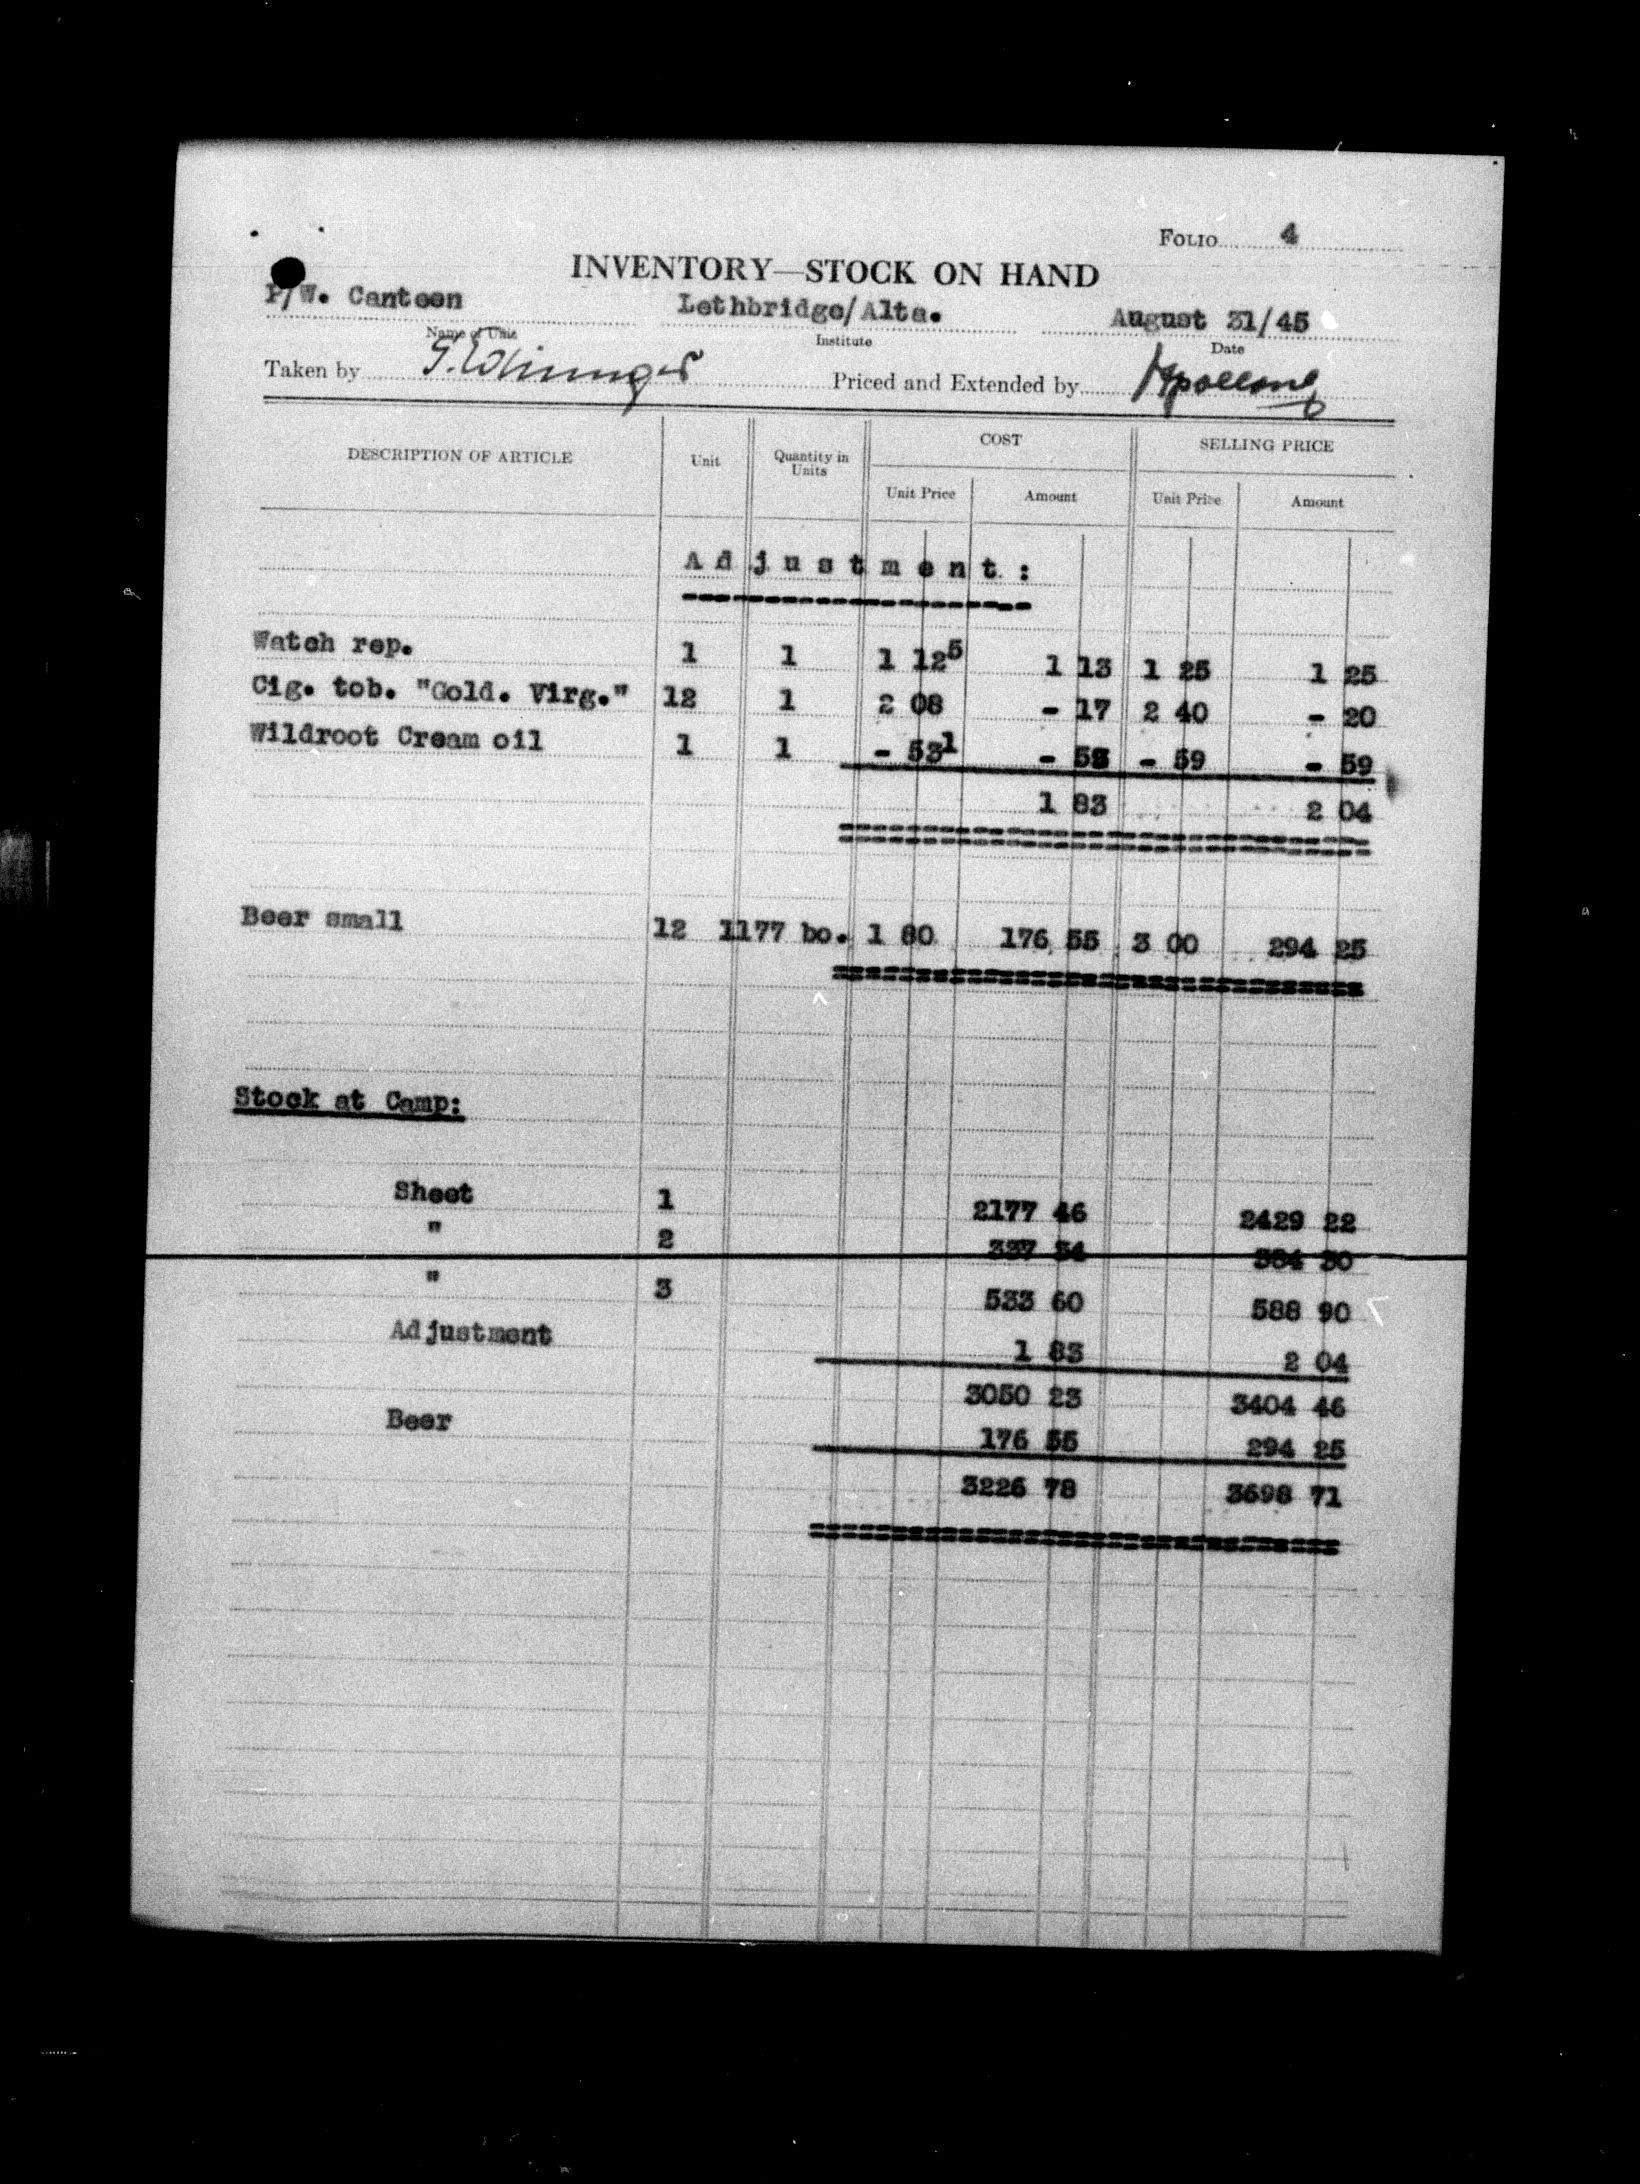 FOLIO 4
INVENTORY—STOCK ON HAND
P/W. Canteen Lethbridge/Alta. August 31/45
Name of Unit Institute Date
Taken by Priced and Extended by
DESCRIPTION OF ARTICLE Unit Quantity in Units COST SELLING PRICE
Unit Price Amount Unit Price Amount
Adjustment:
Watch rep. 1 1 1 12⁵ 1 13 1 25 1 25
Cig. tob. "Gold. Virg." 12 1 2 08 - 17 2 40 - 20
Wildroot Cream oil 1 1 - 53¹ - 53 - 59 - 59
1 83 2 04
Beer small 12 1177 bo. 1 80 176 55 3 00 294 25
Stock at Camp:
Sheet 1 2177 46 2429 22
" 2 337 34 384 30
" 3 533 60 588 90
Adjustment 1 83 2 04
3050 23 3404 46
Beer 176 55 294 25
3226 78 3698 71